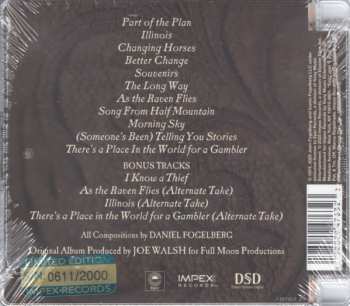 Part of the Plan
Illinois
Changing Horses
Better Change
Souvenirs
The Long Way
As the Raven Flies
Song From Half Mountain
Morning Sky
(Someone's Been) Telling You Stories
There's a Place In the World for a Gambler
BONUS TRACKS
I Know a Thief
As the Raven Flies (Alternate Take)
Illinois (Alternate Take)
There's a Place in the World for a Gambler (Alternate Take)
All Compositions by DANIEL FOGELBERG
Original Album Produced by JOE WALSH for Full Moon Productions
LIMITED EDITION
0611/2000
IMPEX-RECORDS
IMPEX
RECORDS
DSD